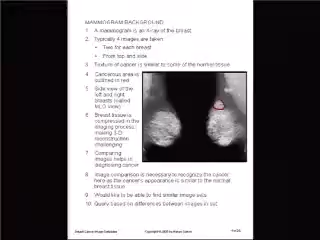 MAMMOGRAM BACKGROUND
1. A mammogram is an X-ray of the breast
2. Typically 4 images are taken
• Two for each breast
• From top and side
3. Texture of cancer is similar to some of the normal tissue
4. Cancerous area is
outlined in red
5. Side view of the
left and right
breasts (called
MLO view)
6. Breast tissue is
compressed in the
imaging process,
making 3-D
reconstruction
challenging
7. Comparing
images helps in
diagnosing cancer
8. Image comparison is necessary to recognize the cancer
here as the cancer's appearance is similar to the normal
breast tissue
9. Would like to be able to find similar image sets
10. Query based on differences between images in set